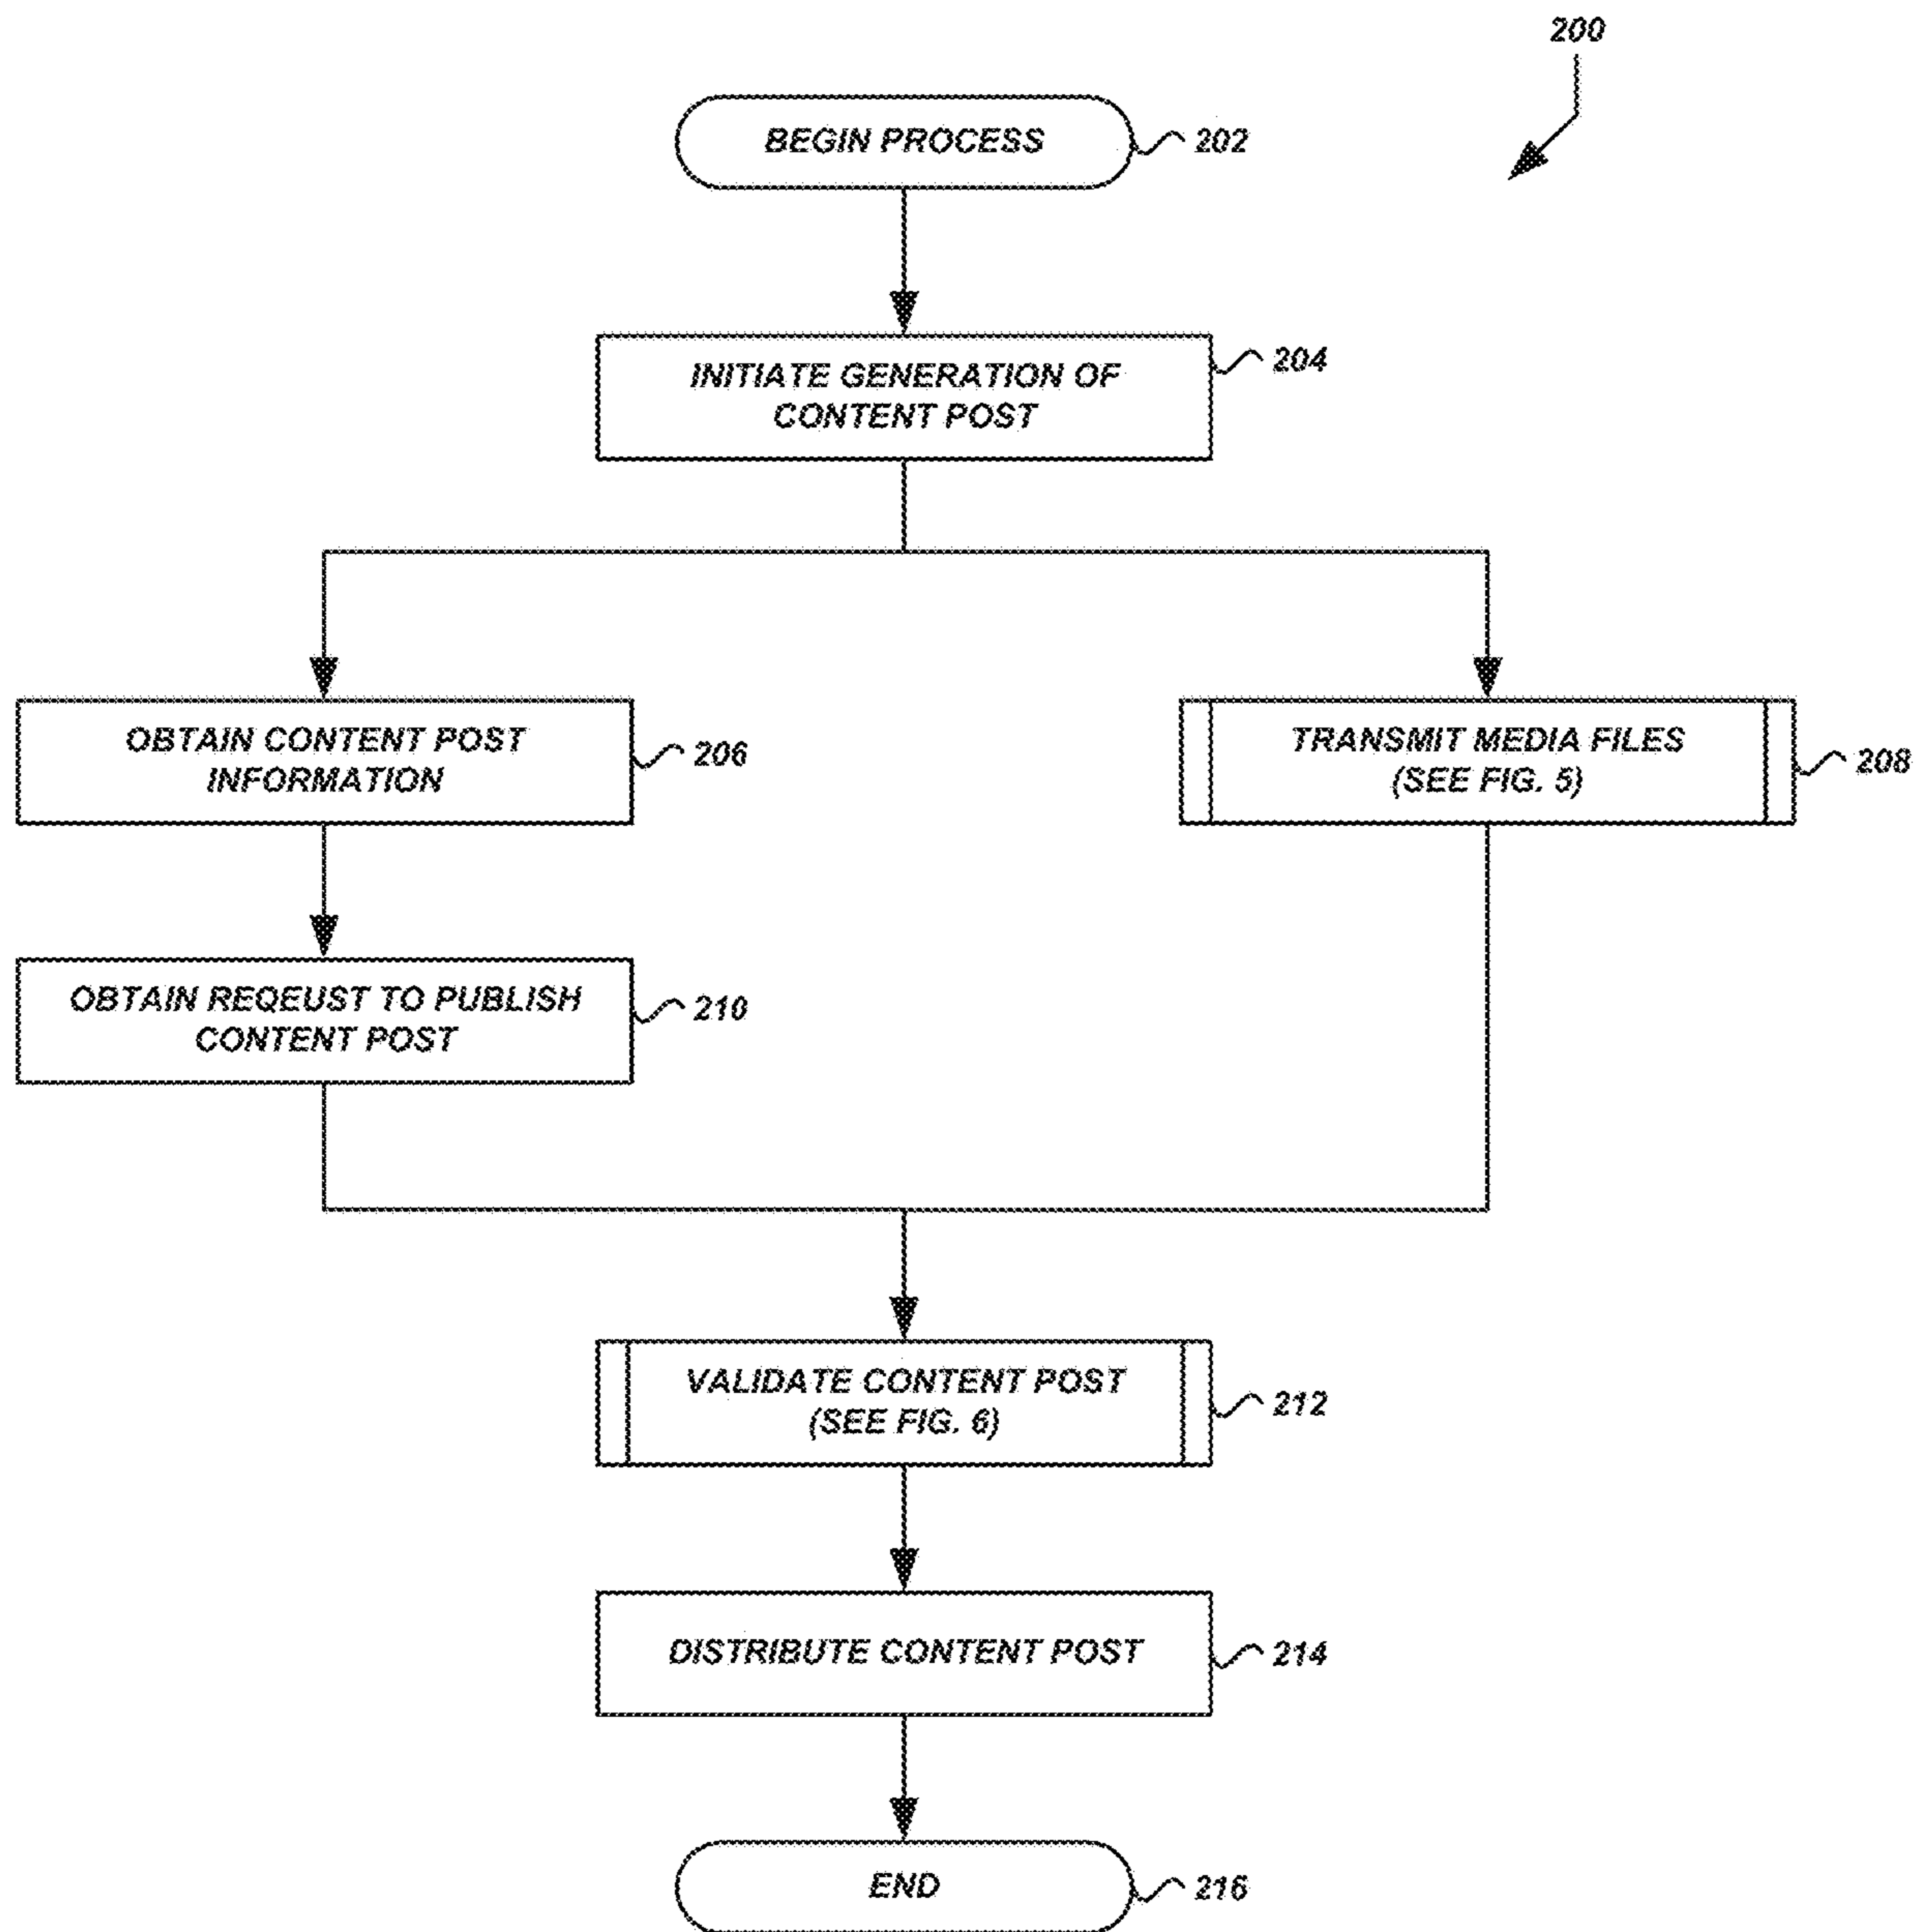 200
BEGIN PROCESS
202
INITIATE GENERATION OF
CONTENT POST
204
OBTAIN CONTENT POST
INFORMATION
206
TRANSMIT MEDIA FILES
(SEE FIG. 5)
208
OBTAIN REQEUST TO PUBLISH
CONTENT POST
210
VALIDATE CONTENT POST
(SEE FIG. 6)
212
DISTRIBUTE CONTENT POST
214
END
216